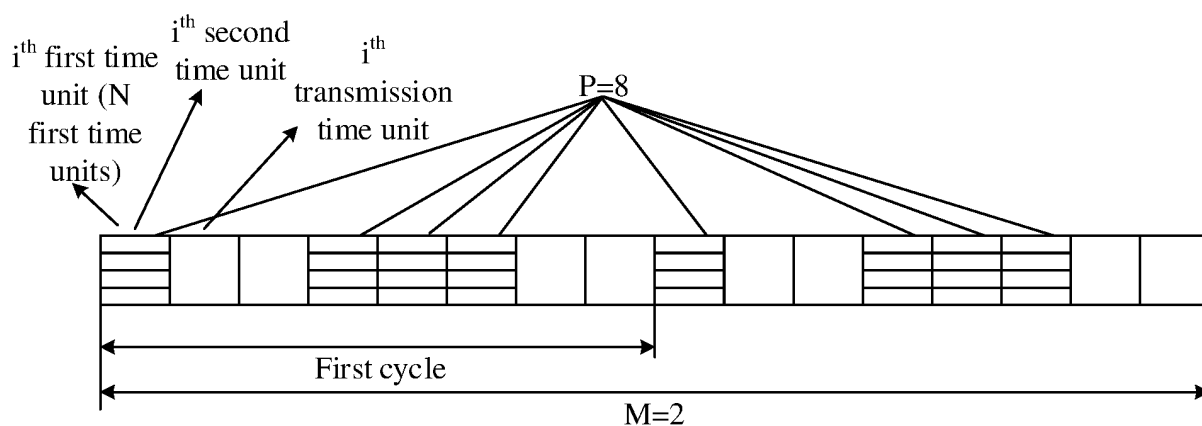 i^th first time
unit (N
first time
units)
i^th second
time unit
i^th
transmission
time unit
P=8
First cycle
M=2